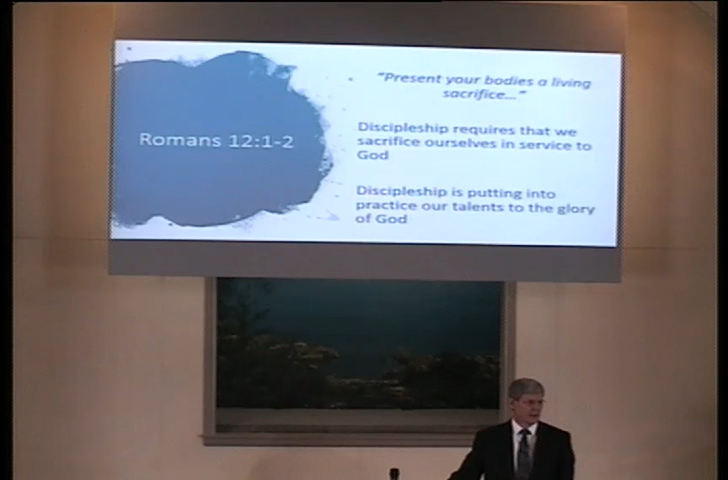 Romans 12:1-2
"Present your bodies a living
sacrifice..."
Discipleship requires that we
sacrifice ourselves in service to
God
Discipleship is putting into
practice our talents to the glory
of God